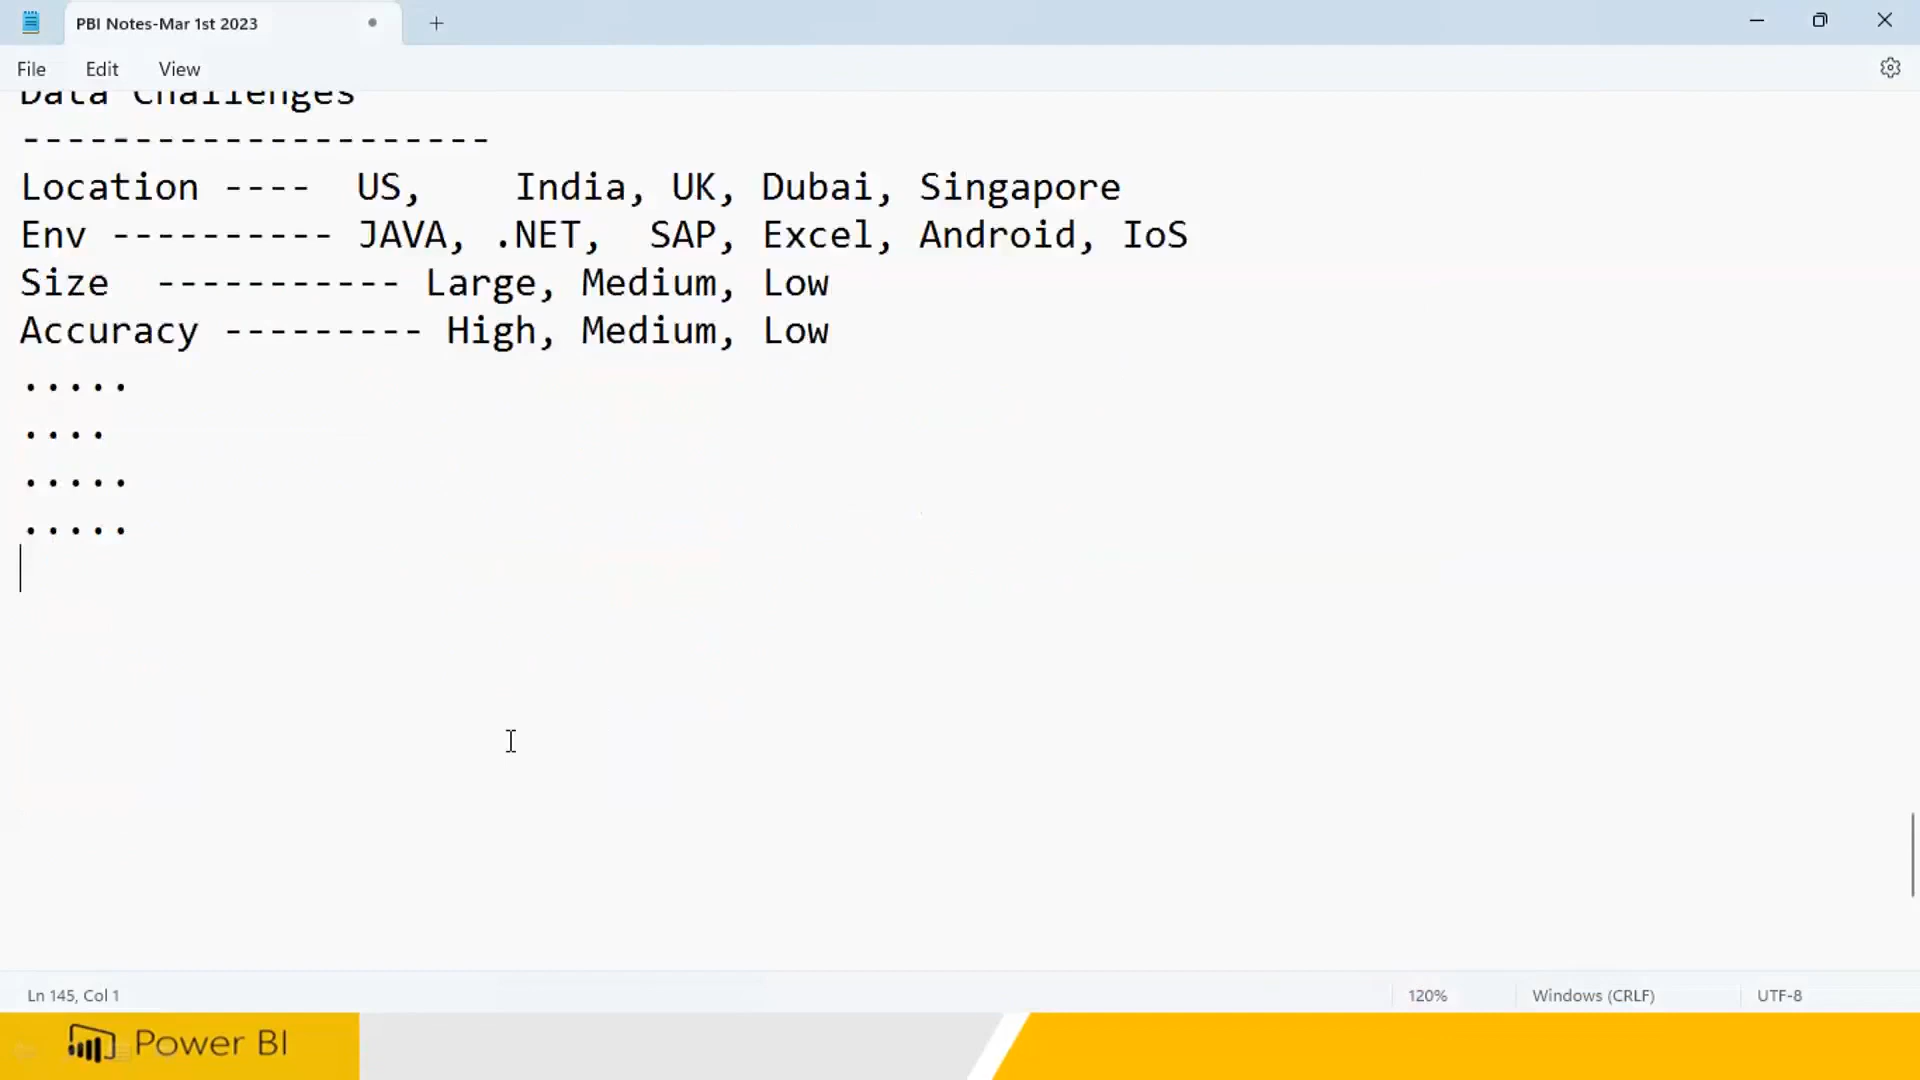 PBI Notes-Mar 1st 2023
File Edit View
Data Challenges
---------------------
Location ----  US,    India, UK, Dubai, Singapore
Env ---------- JAVA, .NET,  SAP, Excel, Android, IoS
Size  ----------- Large, Medium, Low
Accuracy --------- High, Medium, Low
.....
....
.....
.....
Ln 145, Col 1 120% Windows (CRLF) UTF-8
Power BI